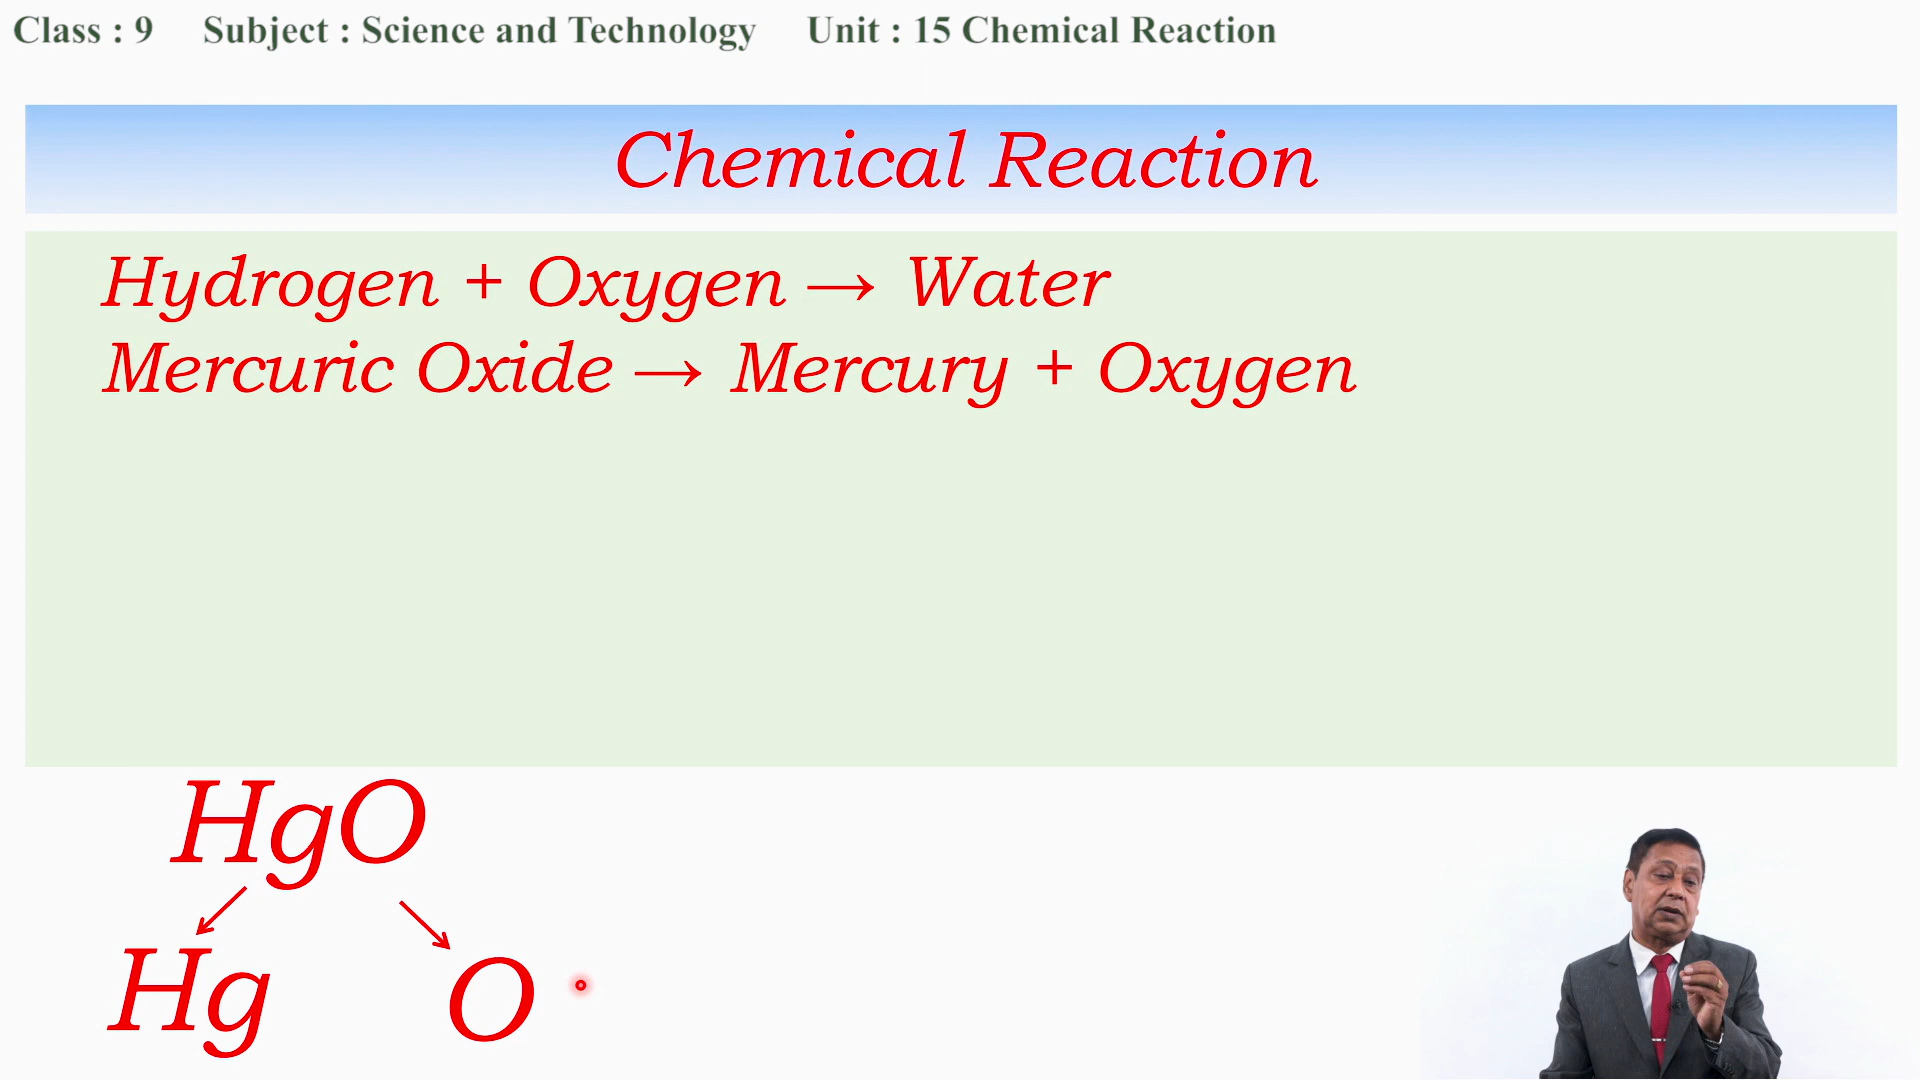 Class : 9 Subject : Science and Technology Unit : 15 Chemical Reaction
Chemical Reaction
Hydrogen + Oxygen → Water
Mercuric Oxide → Mercury + Oxygen
HgO
Hg O